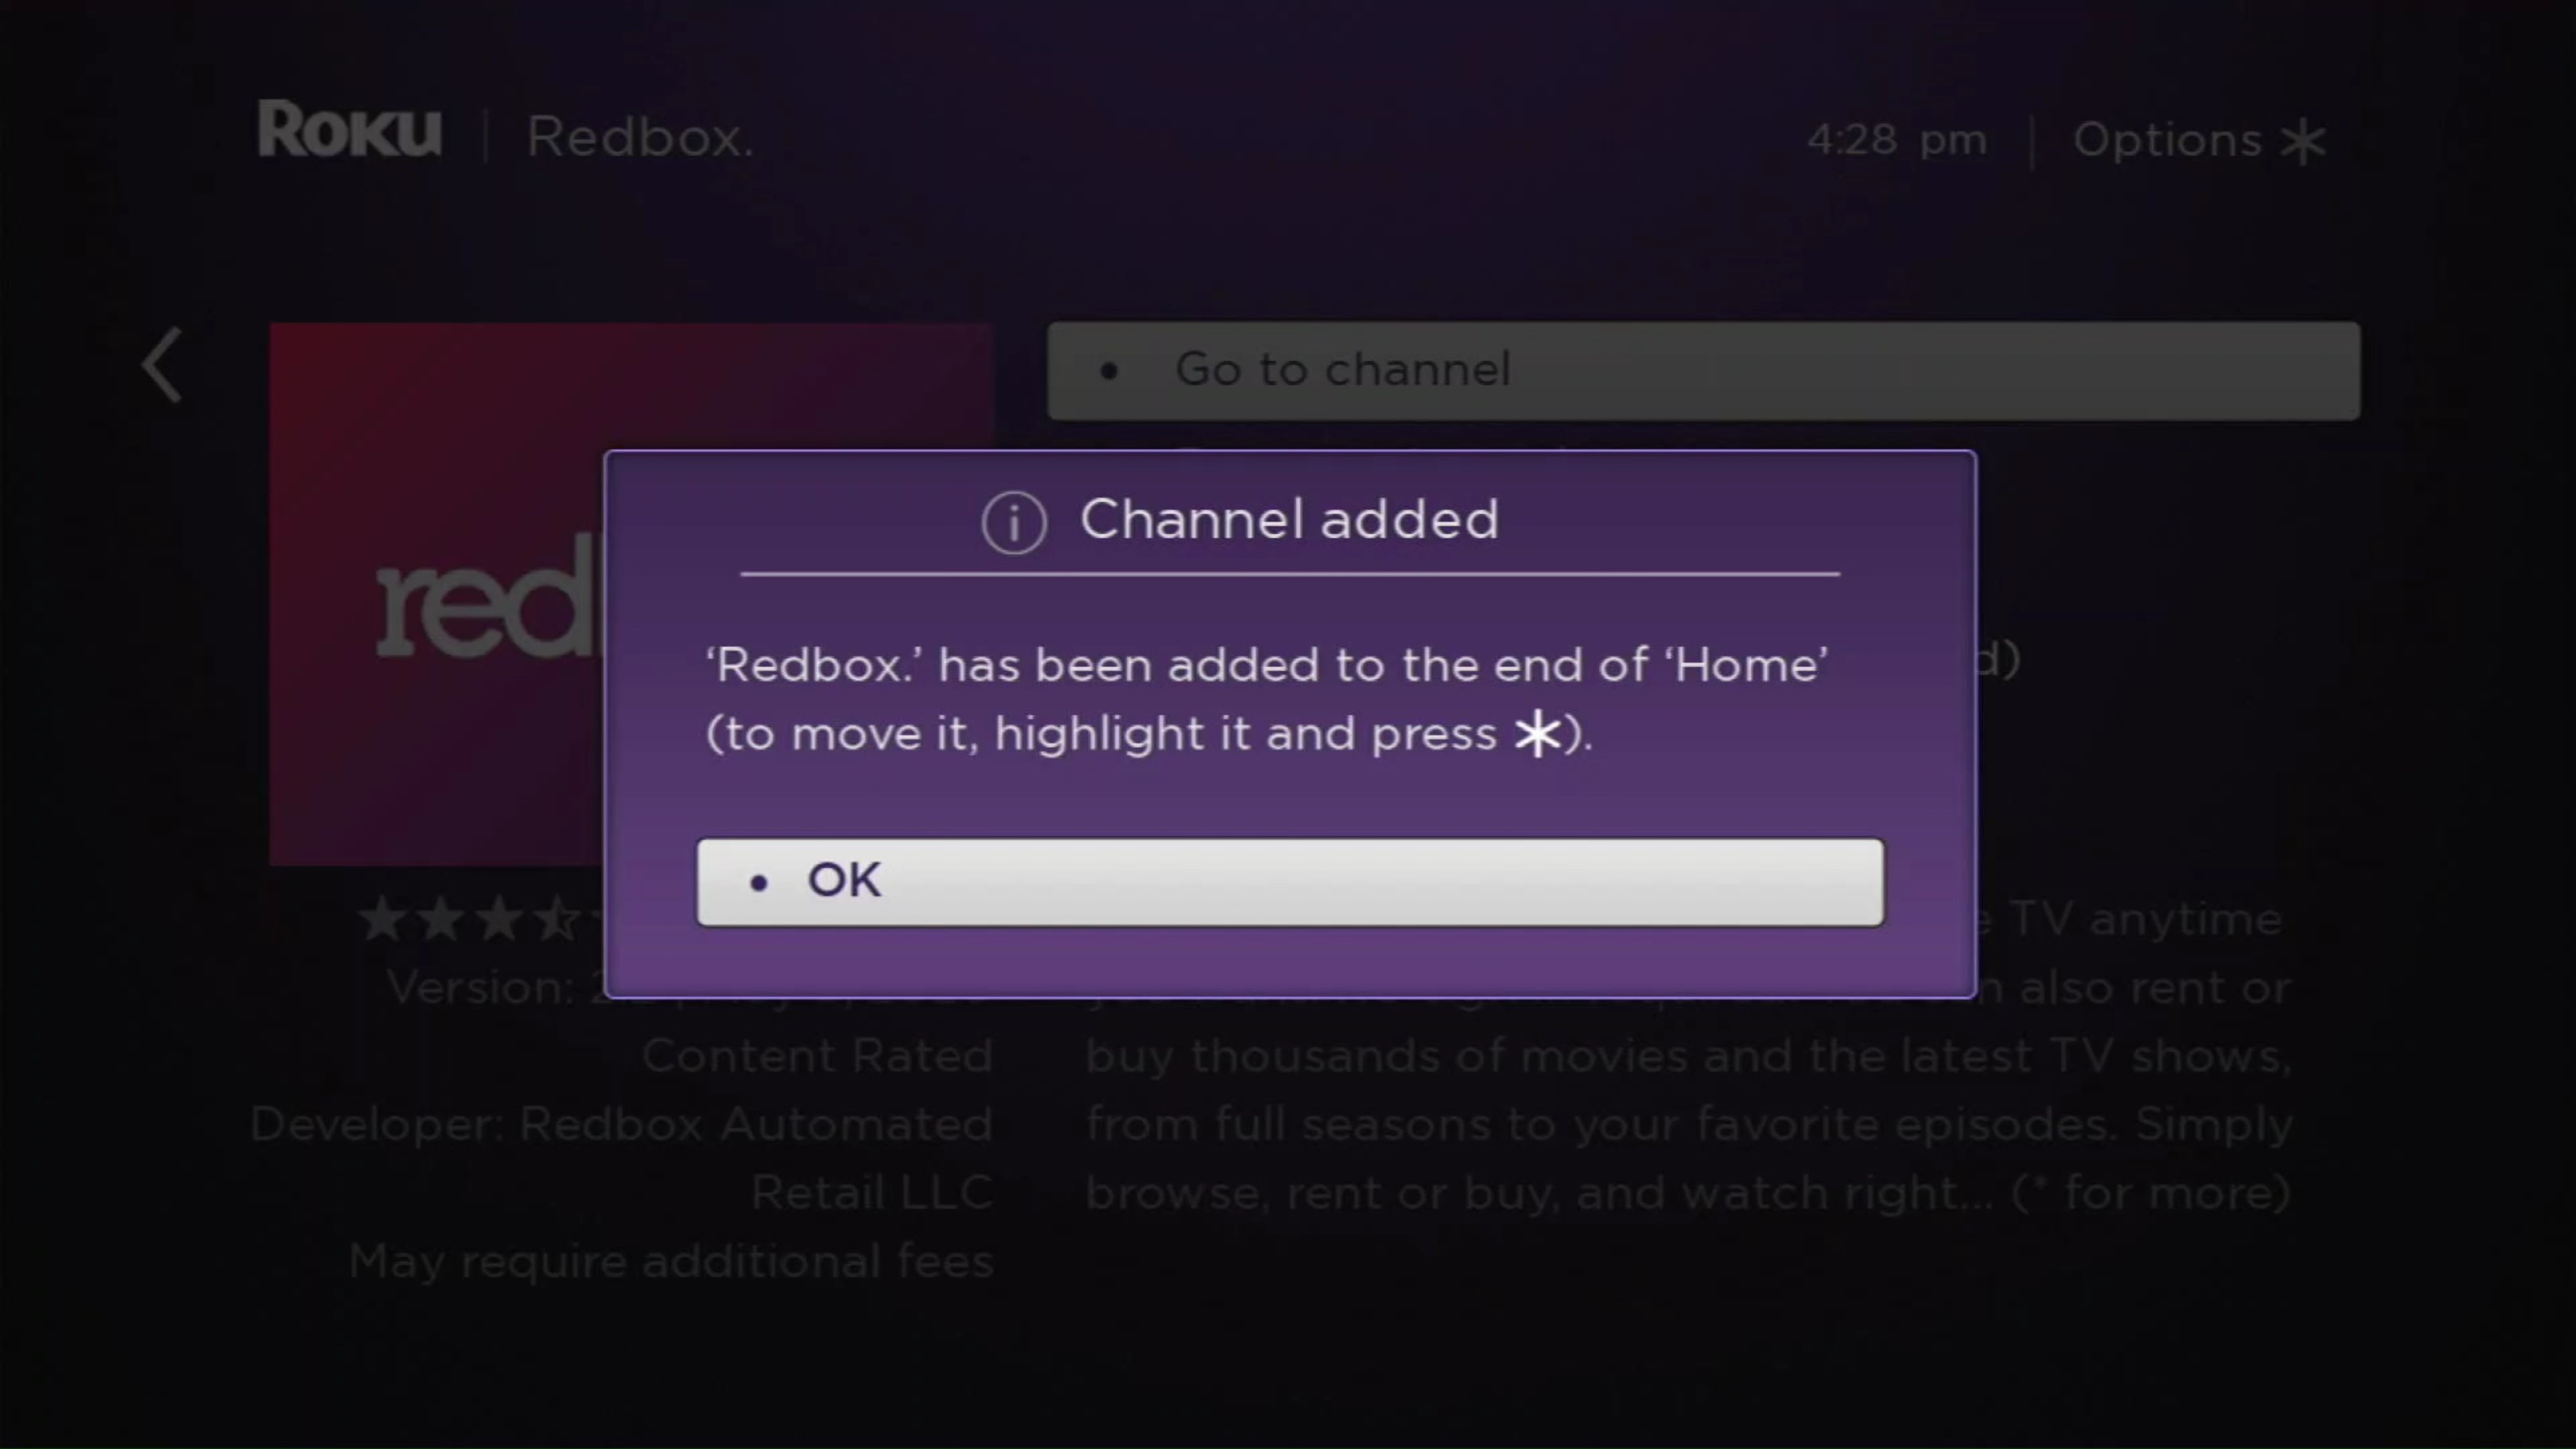 Roku | Redbox.
4:28 pm | Options *
• Go to channel
red
ⓘ Channel added
‘Redbox.’ has been added to the end of ‘Home’
(to move it, highlight it and press *).
• OK
d)
TV anytime
Version:
also rent or
Content Rated
buy thousands of movies and the latest TV shows,
Developer: Redbox Automated
from full seasons to your favorite episodes. Simply
Retail LLC
browse, rent or buy, and watch right... (* for more)
May require additional fees